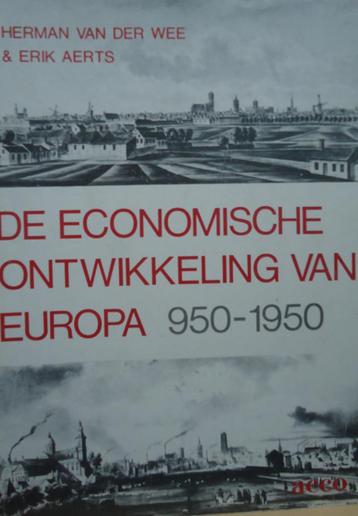 HERMAN VAN DER WEE
& ERIK AERTS
DE ECONOMISCHE
ONTWIKKELING VAN
EUROPA 950-1950
acco